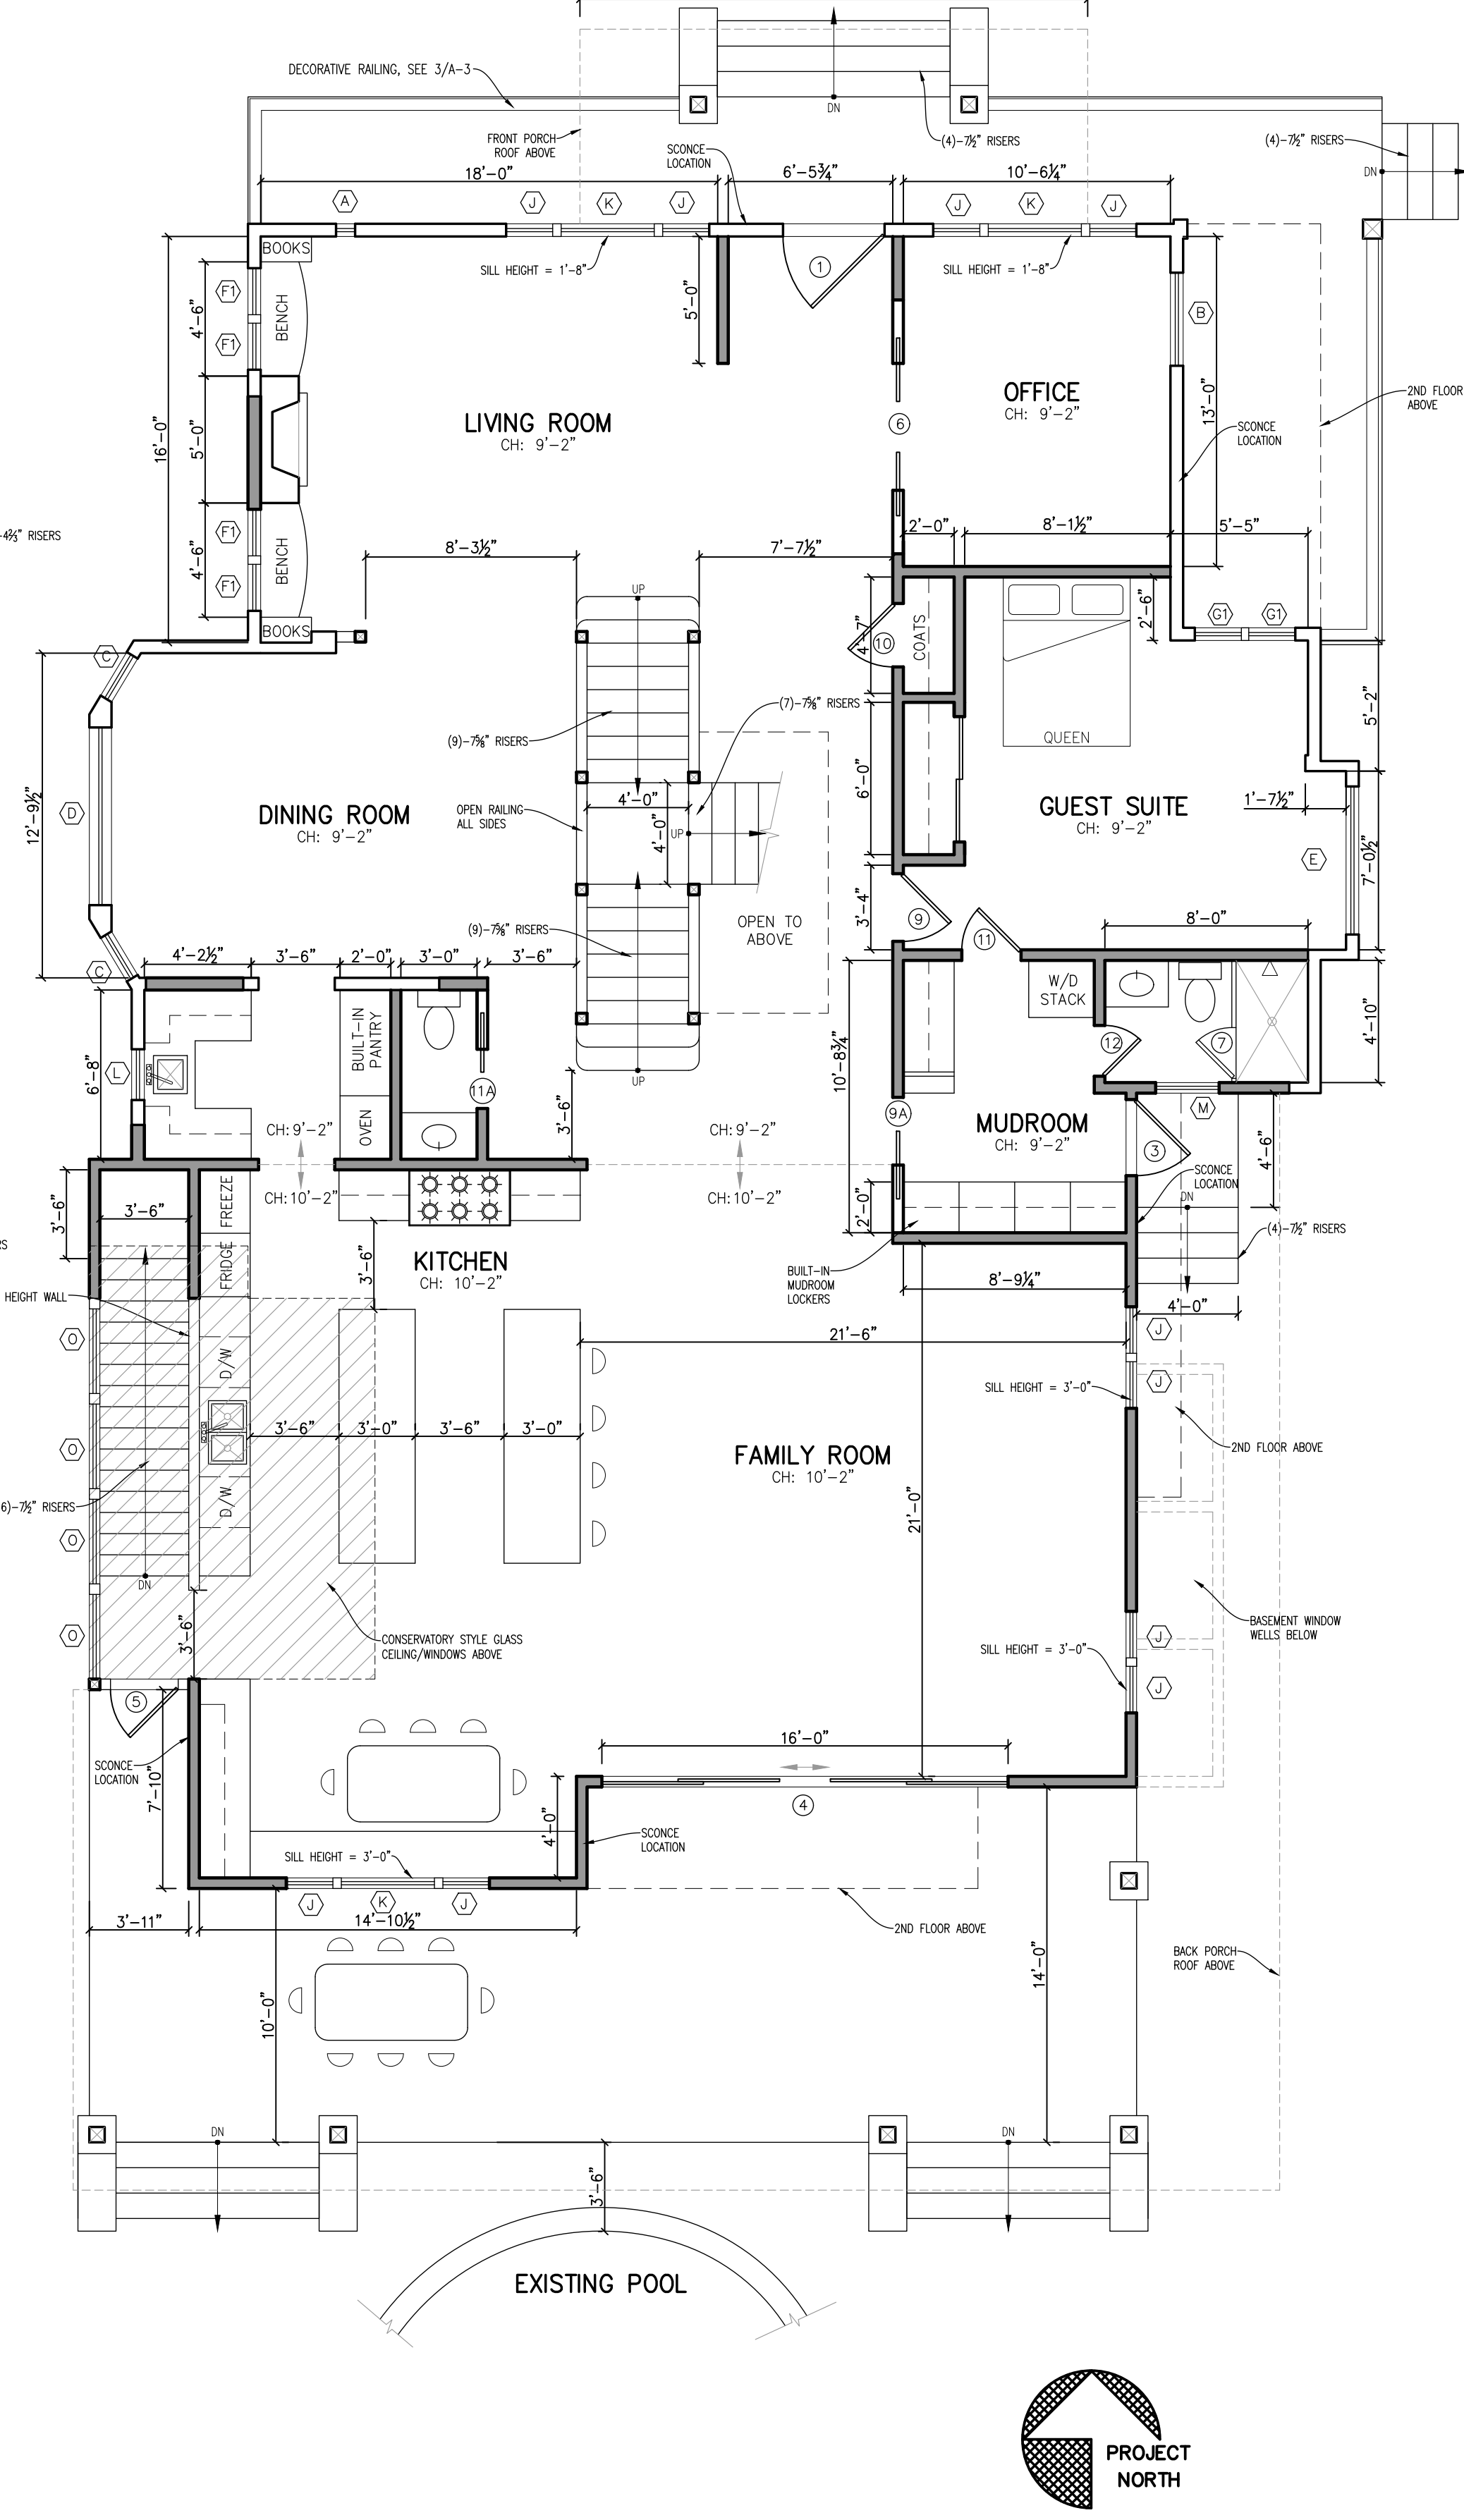 DECORATIVE RAILING, SEE 3/A-3
DN
FRONT PORCH
ROOF ABOVE
SCONCE
LOCATION
(4)-7½" RISERS
(4)-7½" RISERS
DN
18'-0"
6'-5¾"
10'-6¼"
A
J
K
J
J
K
J
BOOKS
SILL HEIGHT = 1'-8"
SILL HEIGHT = 1'-8"
1
F1
F1
4'-6"
BENCH
5'-0"
B
13'-0"
16'-0"
5'-0"
LIVING ROOM
CH: 9'-2"
OFFICE
CH: 9'-2"
6
2ND FLOOR
ABOVE
SCONCE
LOCATION
-4⅔" RISERS
F1
F1
4'-6"
BENCH
8'-3½"
7'-7½"
2'-0"
8'-1½"
5'-5"
UP
BOOKS
4'-7"
10
COATS
2'-6"
G1
G1
C
QUEEN
(7)-7⅝" RISERS
(9)-7⅝" RISERS
5'-2"
12'-9½"
D
DINING ROOM
CH: 9'-2"
OPEN RAILING
ALL SIDES
4'-0"
4'-0"
UP
6'-0"
GUEST SUITE
CH: 9'-2"
1'-7½"
E
7'-0½"
(9)-7⅝" RISERS
OPEN TO
ABOVE
3'-4"
9
11
8'-0"
C
4'-2½"
3'-6"
2'-0"
3'-0"
3'-6"
W/D
STACK
BUILT-IN
PANTRY
6'-8"
L
11A
UP
10'-8¾"
12
7
4'-10"
OVEN
3'-6"
9A
M
MUDROOM
CH: 9'-2"
3
4'-6"
CH: 9'-2"
CH: 10'-2"
CH: 9'-2"
CH: 10'-2"
SCONCE
LOCATION
DN
3'-6"
3'-6"
FREEZE
FRIDGE
2'-0"
(4)-7½" RISERS
RS
KITCHEN
CH: 10'-2"
3'-6"
BUILT-IN
MUDROOM
LOCKERS
8'-9¼"
4'-0"
HEIGHT WALL
O
D/W
21'-6"
J
J
SILL HEIGHT = 3'-0"
O
3'-6"
3'-0"
3'-6"
3'-0"
FAMILY ROOM
CH: 10'-2"
2ND FLOOR ABOVE
6)-7½" RISERS
D/W
21'-0"
O
DN
O
3'-6"
CONSERVATORY STYLE GLASS
CEILING/WINDOWS ABOVE
BASEMENT WINDOW
WELLS BELOW
SILL HEIGHT = 3'-0"
J
J
5
SCONCE
LOCATION
7'-10"
16'-0"
4
4'-0"
SCONCE
LOCATION
SILL HEIGHT = 3'-0"
J
K
J
3'-11"
14'-10½"
2ND FLOOR ABOVE
BACK PORCH
ROOF ABOVE
10'-0"
14'-0"
DN
DN
3'-6"
EXISTING POOL
PROJECT
NORTH